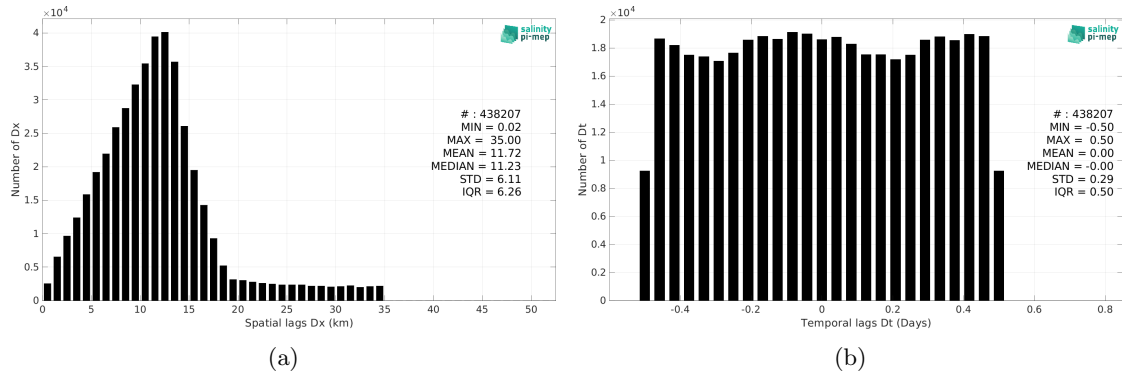 ×10⁴
4
3.5
3
2.5
2
1.5
1
0.5
0
0 5 10 15 20 25 30 35 40 45 50
Number of Dx
Spatial lags Dx (km)
salinity
pi-mep
# : 438207
MIN = 0.02
MAX = 35.00
MEAN = 11.72
MEDIAN = 11.23
STD = 6.11
IQR = 6.26
(a)
×10⁴
2
1.8
1.6
1.4
1.2
1
0.8
0.6
0.4
0.2
0
-0.4 -0.2 0 0.2 0.4 0.6 0.8
Number of Dt
Temporal lags Dt (Days)
salinity
pi-mep
# : 438207
MIN = -0.50
MAX = 0.50
MEAN = 0.00
MEDIAN = -0.00
STD = 0.29
IQR = 0.50
(b)